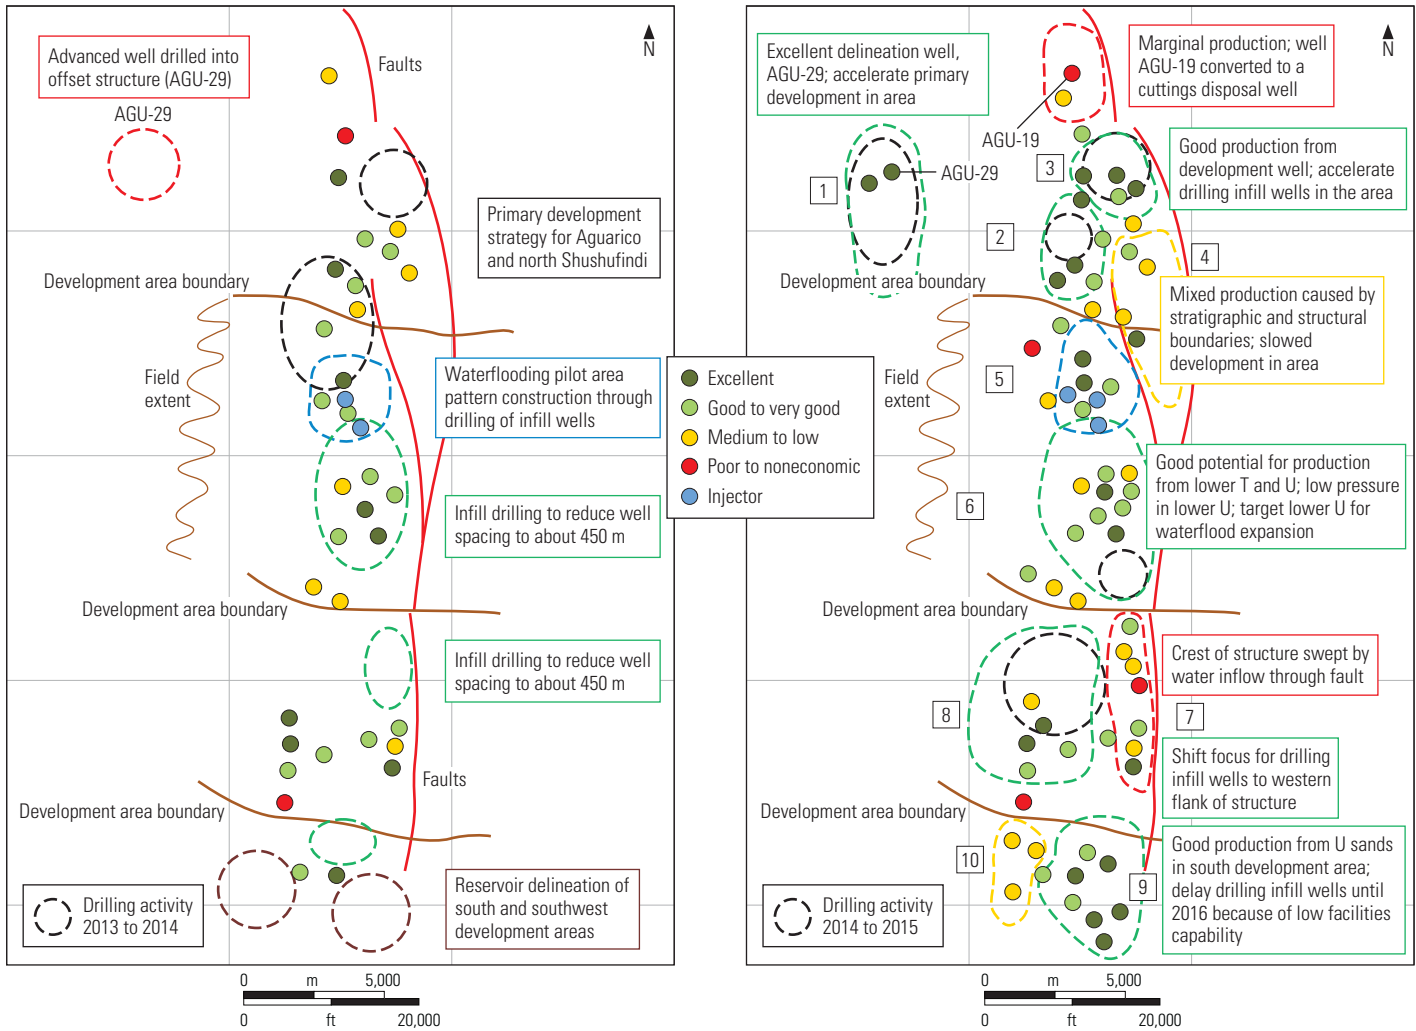 Advanced well drilled into
offset structure (AGU-29)
AGU-29
Faults
N
Primary development
strategy for Aguarico
and north Shushufindi
Development area boundary
Field
extent
Waterflooding pilot area
pattern construction through
drilling of infill wells
Infill drilling to reduce well
spacing to about 450 m
Development area boundary
Infill drilling to reduce well
spacing to about 450 m
Faults
Development area boundary
Reservoir delineation of
south and southwest
development areas
Drilling activity
2013 to 2014
0 m 5,000
0 ft 20,000
Excellent
Good to very good
Medium to low
Poor to noneconomic
Injector
Excellent delineation well,
AGU-29; accelerate primary
development in area
Marginal production; well
AGU-19 converted to a
cuttings disposal well
N
AGU-19
AGU-29
Good production from
development well; accelerate
drilling infill wells in the area
1
2
3
4
Development area boundary
Mixed production caused by
stratigraphic and structural
boundaries; slowed
development in area
Field
extent
5
6
Good potential for production
from lower T and U; low pressure
in lower U; target lower U for
waterflood expansion
Development area boundary
Crest of structure swept by
water inflow through fault
7
8
Shift focus for drilling
infill wells to western
flank of structure
Development area boundary
10
9
Good production from U sands
in south development area;
delay drilling infill wells until
2016 because of low facilities
capability
Drilling activity
2014 to 2015
0 m 5,000
0 ft 20,000